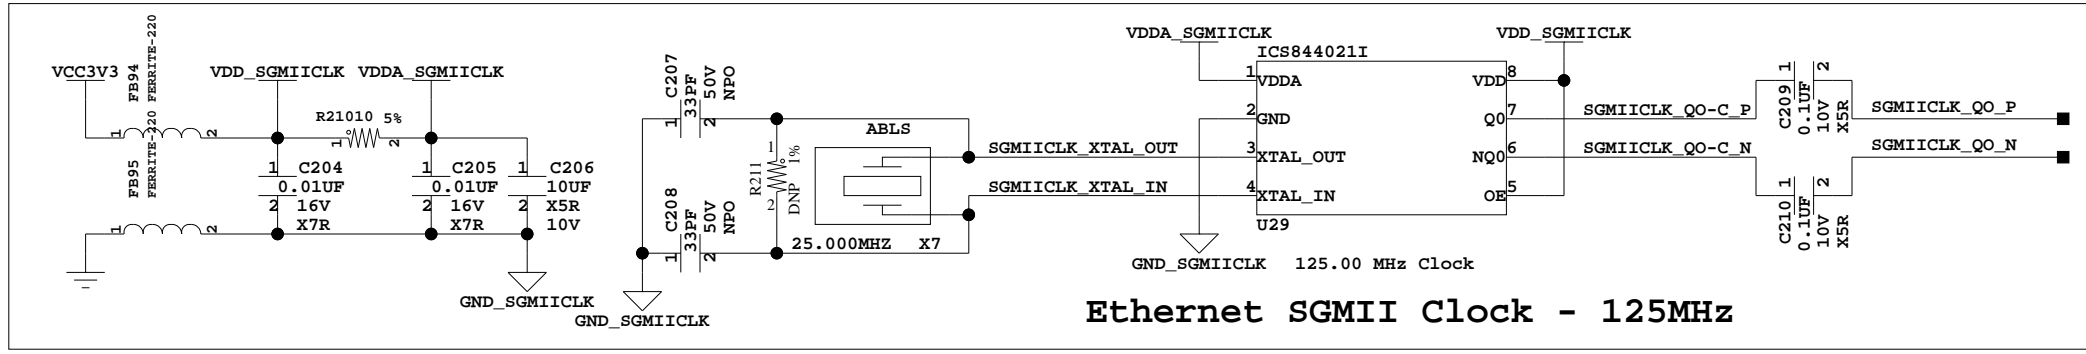 VCC3V3
FB94
FERRITE-220
1
2
FB95
FERRITE-220
1
2
VDD_SGMIICLK
VDDA_SGMIICLK
R21010 5%
1
2
1 C204
0.01UF
2 16V
X7R
1 C205
0.01UF
2 16V
X7R
1 C206
10UF
2 X5R
10V
GND_SGMIICLK
C207
33PF
50V
NPO
1
2
C208
33PF
50V
NPO
1
2
GND_SGMIICLK
R211
1
1%
2
DNP
ABLS
25.000MHZ X7
SGMIICLK_XTAL_OUT
SGMIICLK_XTAL_IN
VDDA_SGMIICLK
VDD_SGMIICLK
ICS844021I
1 VDDA
2 GND
3 XTAL_OUT
4 XTAL_IN
VDD 8
Q0 7
NQ0 6
OE 5
U29
GND_SGMIICLK
125.00 MHz Clock
SGMIICLK_QO-C_P
SGMIICLK_QO-C_N
1 2
C209
0.1UF
10V
X5R
1 2
C210
0.1UF
10V
X5R
SGMIICLK_QO_P
SGMIICLK_QO_N
Ethernet SGMII Clock - 125MHz